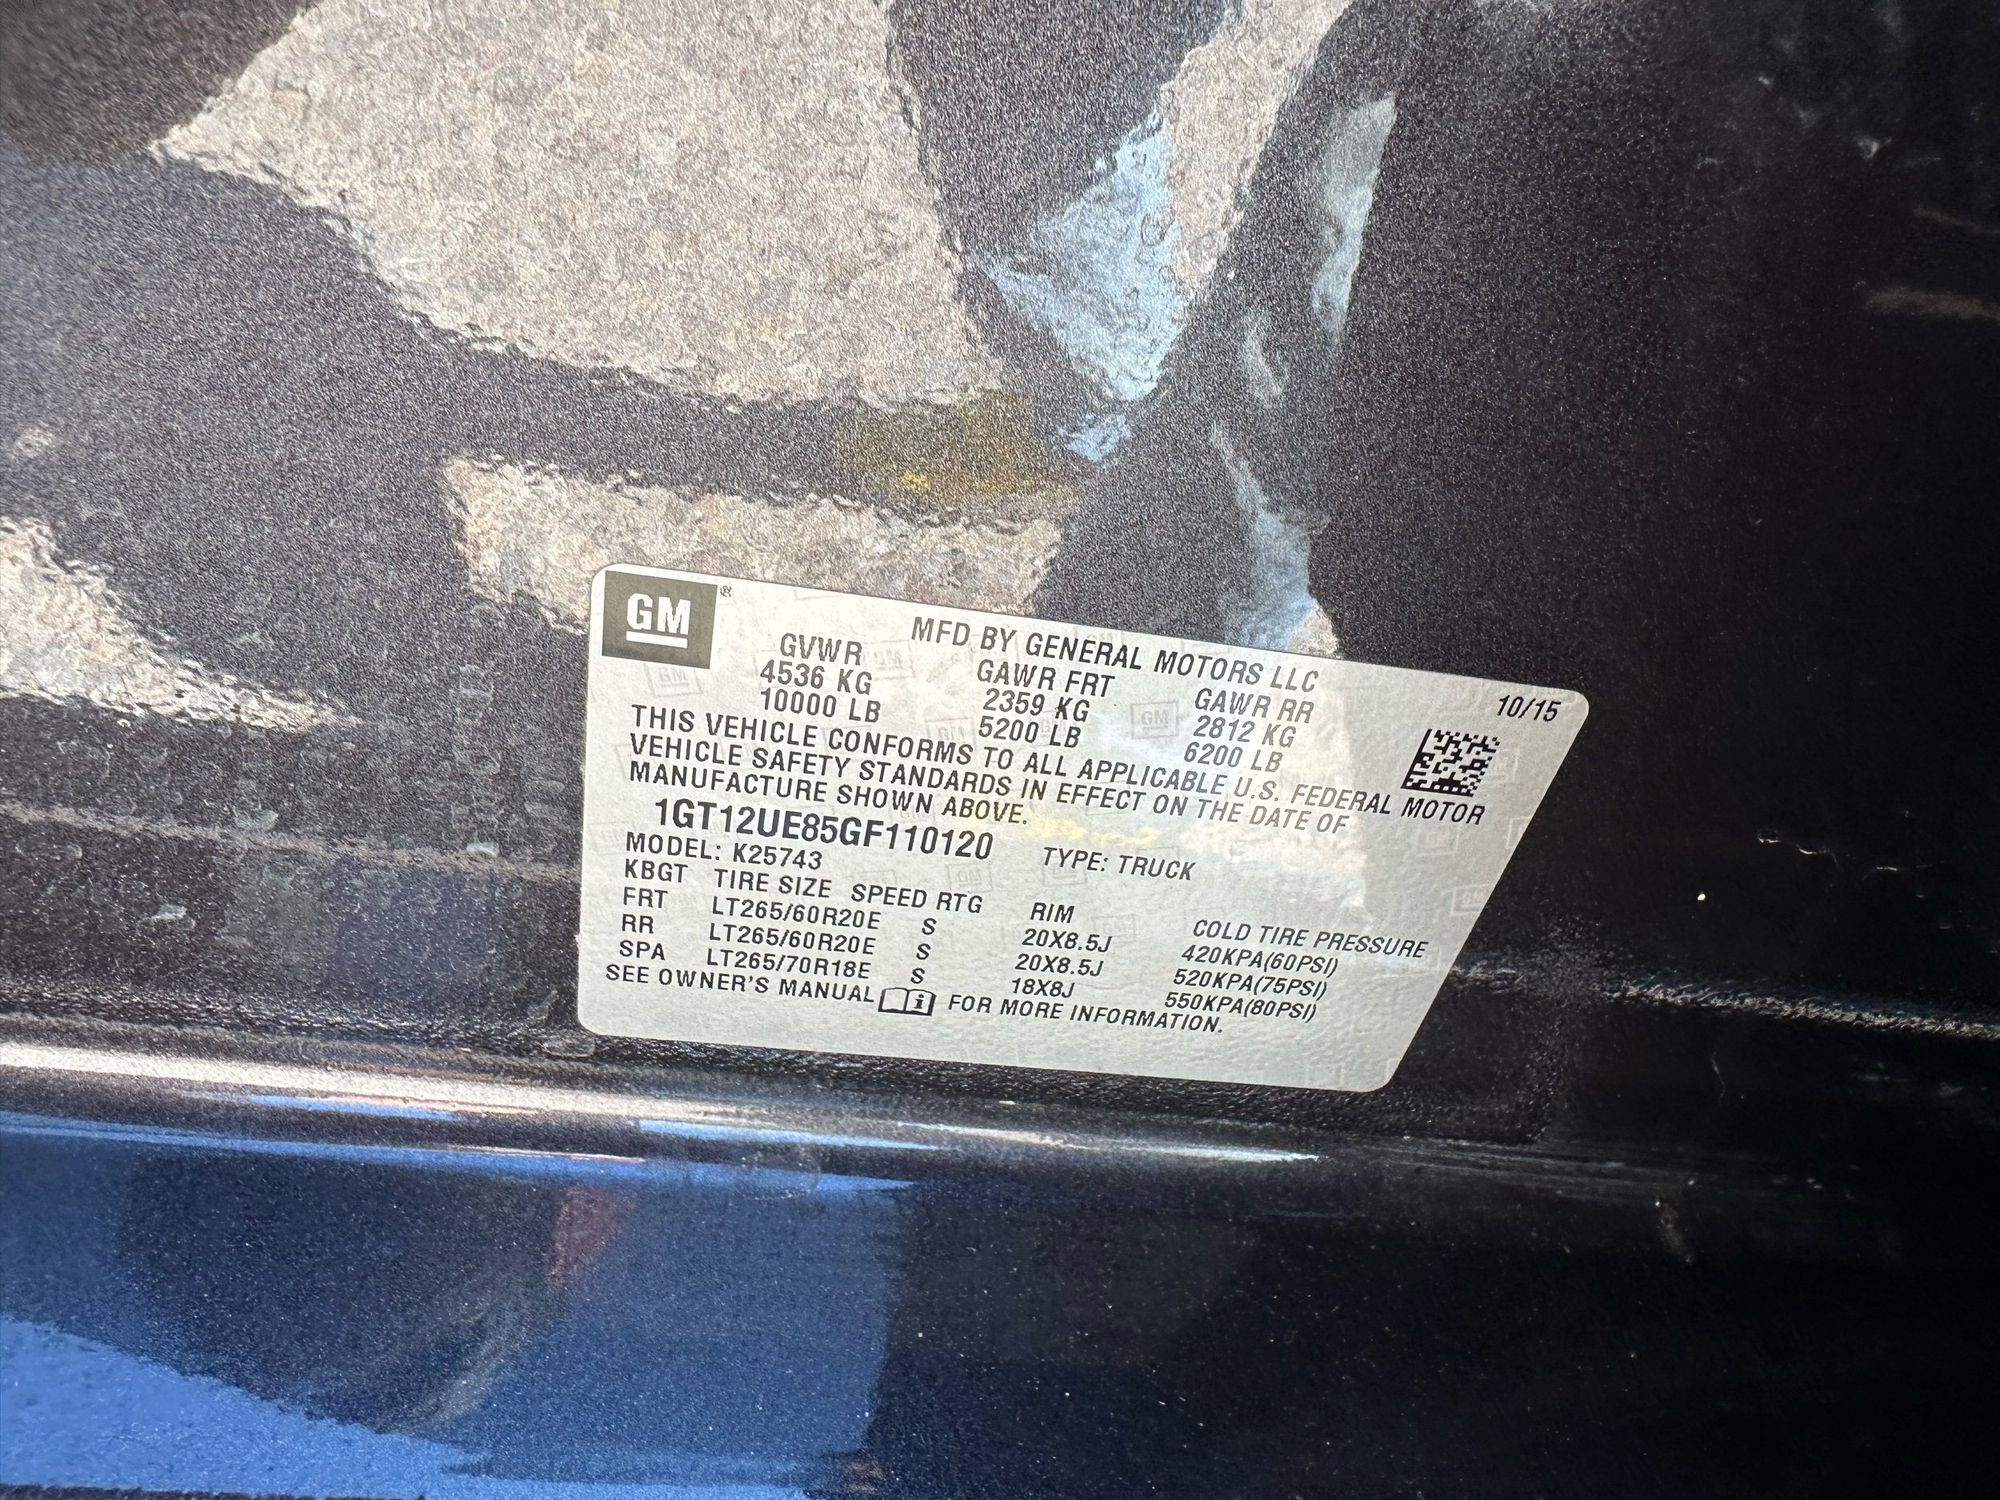 GM ®
MFD BY GENERAL MOTORS LLC
10/15
GVWR GAWR FRT GAWR RR
4536 KG 2359 KG 2812 KG
10000 LB 5200 LB 6200 LB
THIS VEHICLE CONFORMS TO ALL APPLICABLE U.S. FEDERAL MOTOR
VEHICLE SAFETY STANDARDS IN EFFECT ON THE DATE OF
MANUFACTURE SHOWN ABOVE.
1GT12UE85GF110120 TYPE: TRUCK
MODEL: K25743
KBGT TIRE SIZE SPEED RTG RIM COLD TIRE PRESSURE
FRT LT265/60R20E S 20X8.5J 420KPA(60PSI)
RR LT265/60R20E S 20X8.5J 520KPA(75PSI)
SPA LT265/70R18E S 18X8J 550KPA(80PSI)
SEE OWNER'S MANUAL i FOR MORE INFORMATION.